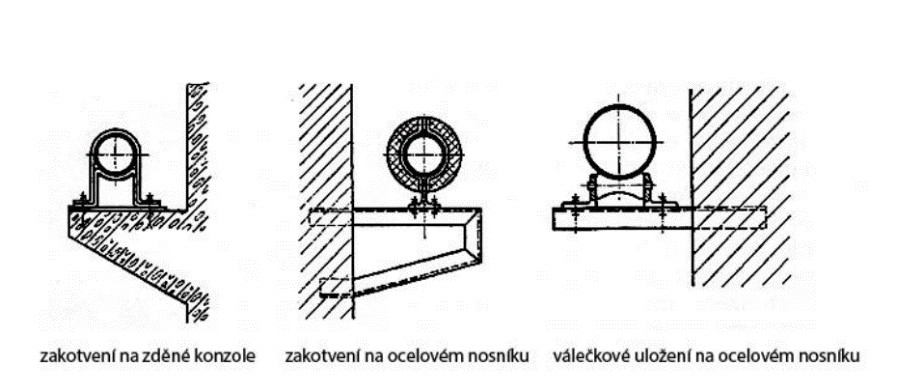 zakotvení na zděné konzole
zakotvení na ocelovém nosníku
válečkové uložení na ocelovém nosníku